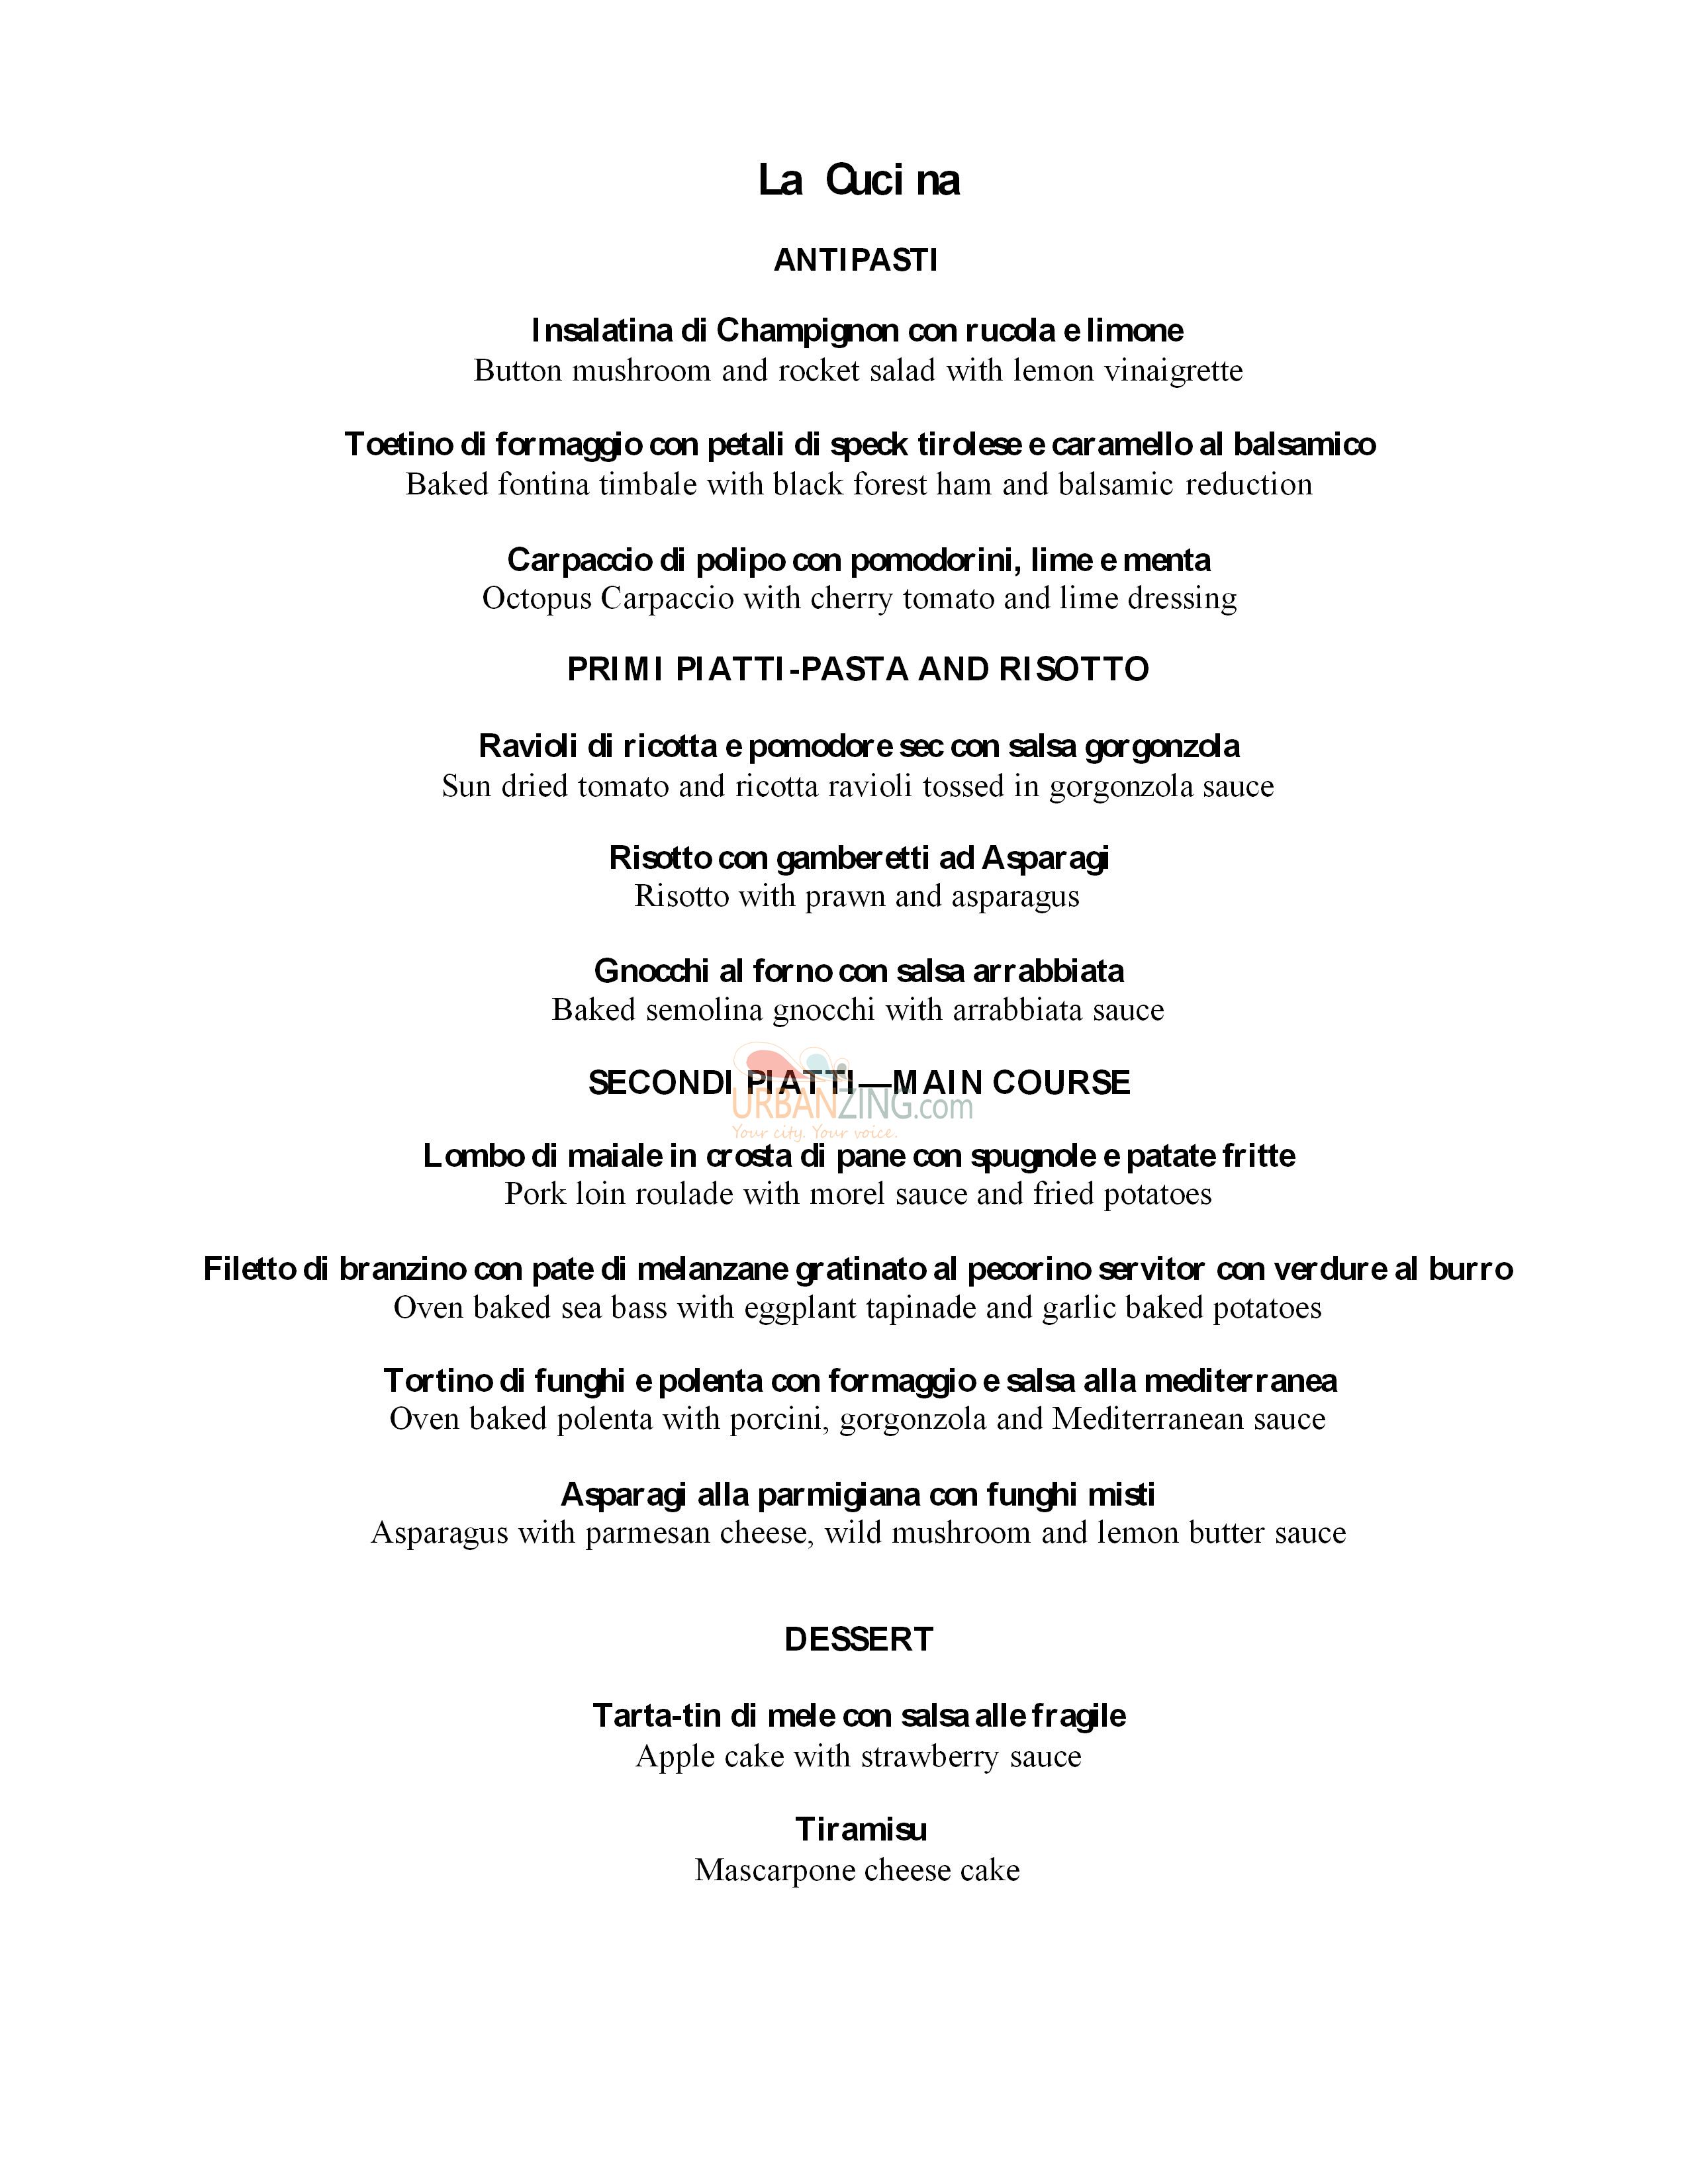 La Cucina
ANTIPASTI
Insalatina di Champignon con rucola e limone
Button mushroom and rocket salad with lemon vinaigrette
Toetino di formaggio con petali di speck tirolese e caramello al balsamico
Baked fontina timbale with black forest ham and balsamic reduction
Carpaccio di polipo con pomodorini, lime e menta
Octopus Carpaccio with cherry tomato and lime dressing
PRIMI PIATTI-PASTA AND RISOTTO
Ravioli di ricotta e pomodore sec con salsa gorgonzola
Sun dried tomato and ricotta ravioli tossed in gorgonzola sauce
Risotto con gamberetti ad Asparagi
Risotto with prawn and asparagus
Gnocchi al forno con salsa arrabbiata
Baked semolina gnocchi with arrabbiata sauce
SECONDI PIATTI—MAIN COURSE
URBANZING.com
Your city. Your voice.
Lombo di maiale in crosta di pane con spugnole e patate fritte
Pork loin roulade with morel sauce and fried potatoes
Filetto di branzino con pate di melanzane gratinato al pecorino servitor con verdure al burro
Oven baked sea bass with eggplant tapinade and garlic baked potatoes
Tortino di funghi e polenta con formaggio e salsa alla mediterranea
Oven baked polenta with porcini, gorgonzola and Mediterranean sauce
Asparagi alla parmigiana con funghi misti
Asparagus with parmesan cheese, wild mushroom and lemon butter sauce
DESSERT
Tarta-tin di mele con salsa alle fragile
Apple cake with strawberry sauce
Tiramisu
Mascarpone cheese cake